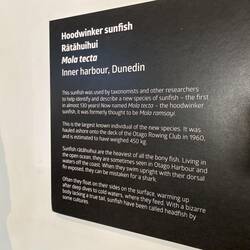 Hoodwinker sunfish
Rātāhuihui
Mola tecta
Inner harbour, Dunedin
This sunfish was used by taxonomists and other researchers
to help identify and describe a new species of sunfish – the first
in almost 130 years! Now named Mola tecta – the hoodwinker
sunfish, it was formerly thought to be Mola ramsayi.
This is the largest known individual of the new species. It was
hauled ashore onto the deck of the Otago Rowing Club in 1960,
and is estimated to have weighed 450 kg.
Sunfish rātāhuihui are the heaviest of all bony fish. Living in
the open ocean, they are sometimes seen in Otago Harbour and
waters off the coast. When they swim upright with their dorsal
fin exposed, they can be mistaken for a shark.
Often they float on their sides on the surface, warming up
after deep dives to cold waters, where they feed. With a bizarre
body lacking a true tail, sunfish have been called headfish by
some cultures.